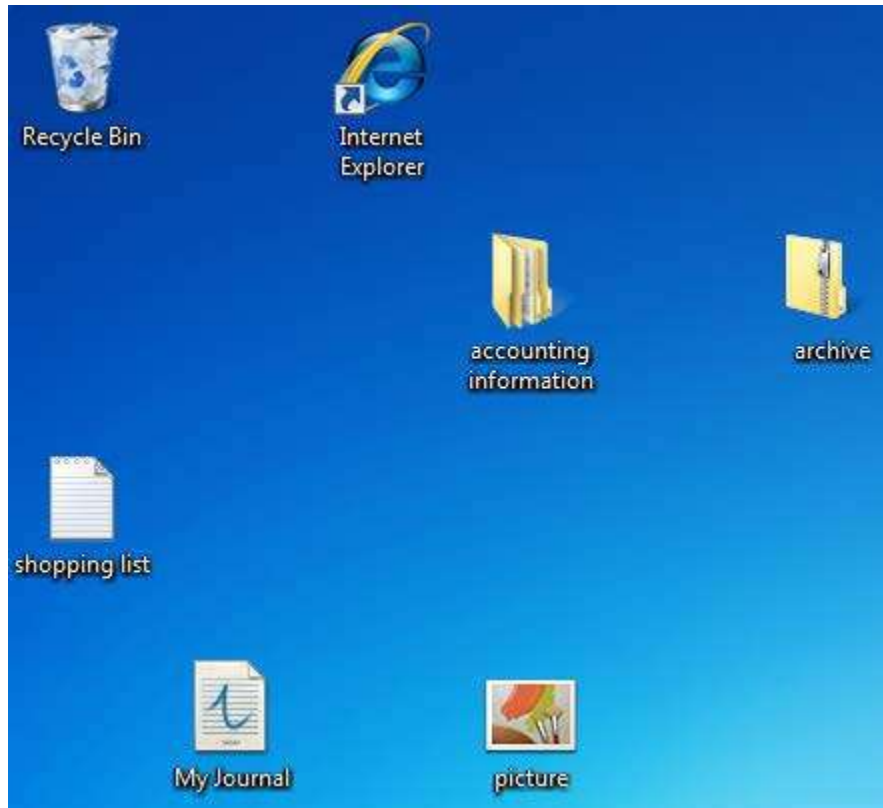 Recycle Bin
Internet
Explorer
accounting
information
archive
shopping list
My Journal
picture